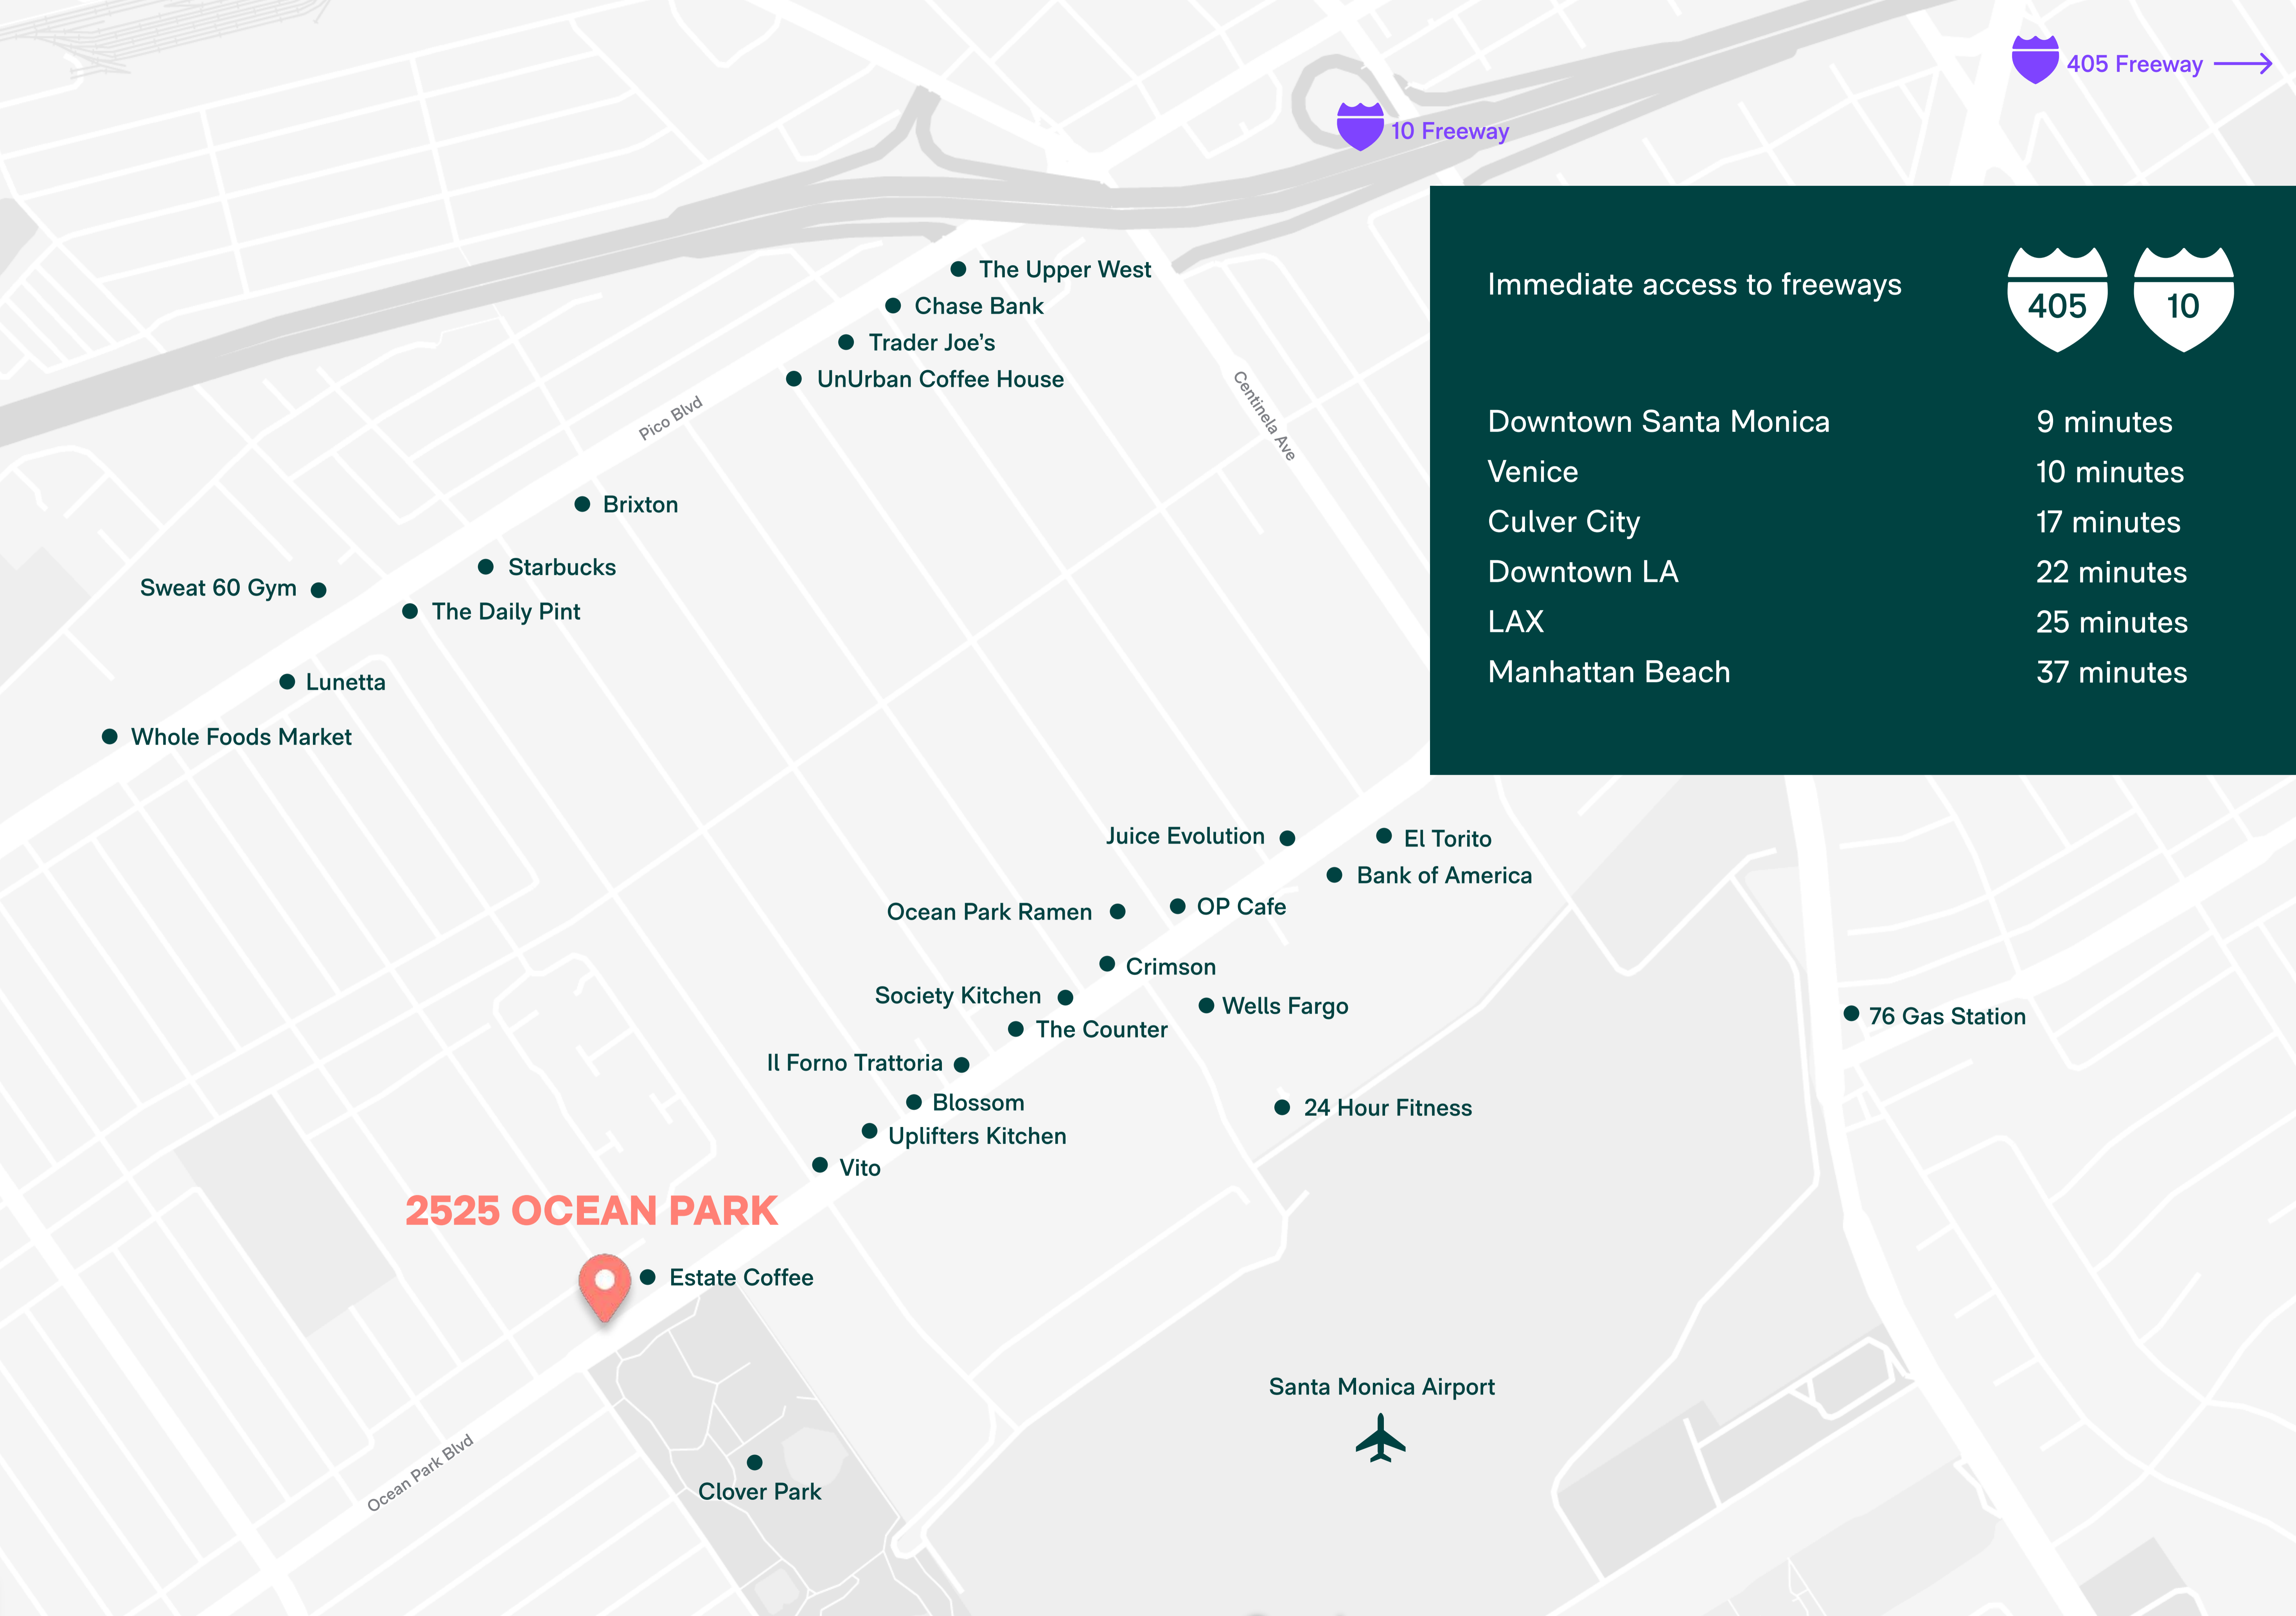 405 Freeway
10 Freeway
Immediate access to freeways
405
10
Downtown Santa Monica 9 minutes
Venice 10 minutes
Culver City 17 minutes
Downtown LA 22 minutes
LAX 25 minutes
Manhattan Beach 37 minutes
The Upper West
Chase Bank
Trader Joe's
UnUrban Coffee House
Pico Blvd
Centinela Ave
Brixton
Starbucks
Sweat 60 Gym
The Daily Pint
Lunetta
Whole Foods Market
Juice Evolution
El Torito
Bank of America
Ocean Park Ramen
OP Cafe
Crimson
Society Kitchen
Wells Fargo
The Counter
76 Gas Station
Il Forno Trattoria
Blossom
24 Hour Fitness
Uplifters Kitchen
Vito
2525 OCEAN PARK
Estate Coffee
Santa Monica Airport
Ocean Park Blvd
Clover Park